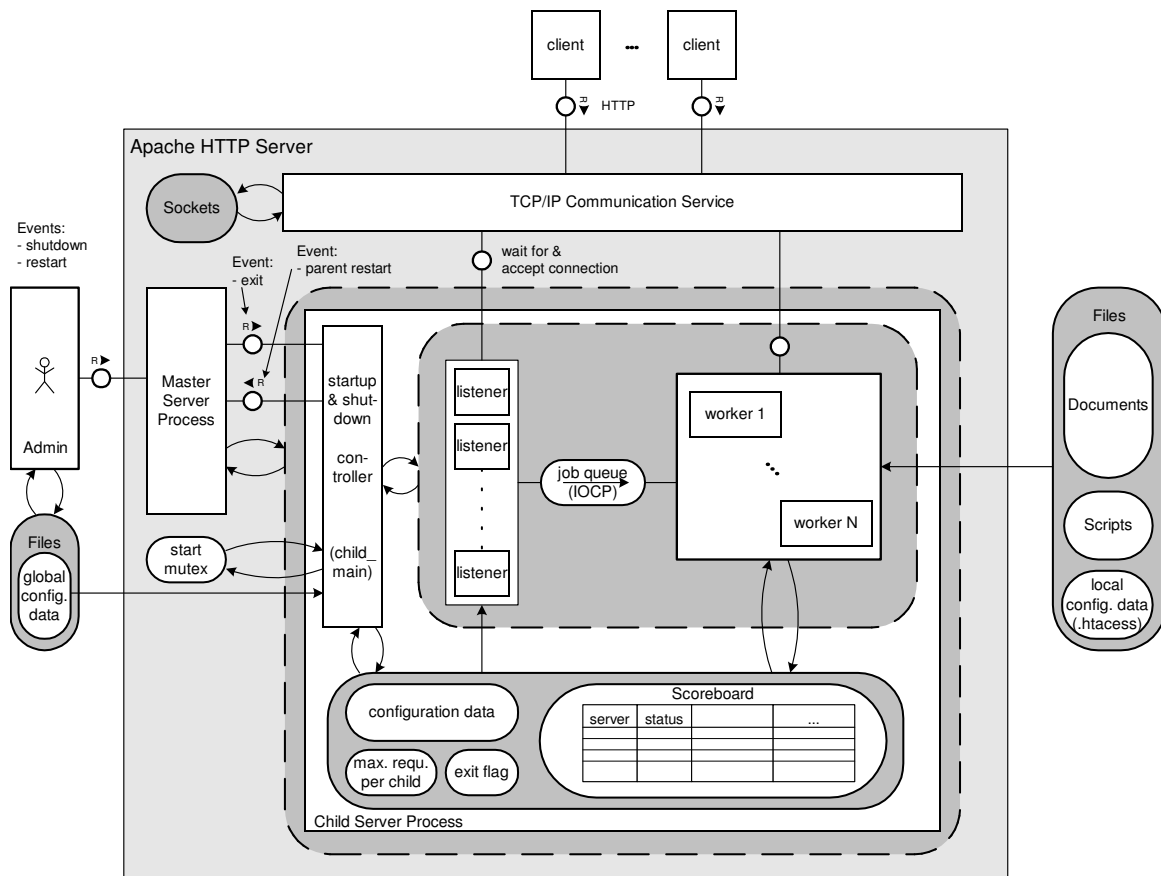 client
...
client
R
HTTP
R
Apache HTTP Server
Sockets
TCP/IP Communication Service
Events:
- shutdown
- restart
Event:
- exit
Event:
- parent restart
wait for &
accept connection
R
R
R
Admin
Master
Server
Process
startup
& shut-
down
con-
troller
(child_
main)
listener
listener
.
.
.
.
listener
job queue
(IOCP)
worker 1
...
worker N
Files
Documents
Scripts
local
config. data
(.htacess)
Files
global
config.
data
start
mutex
configuration data
max. requ.
per child
exit flag
Scoreboard
server status ...
Child Server Process